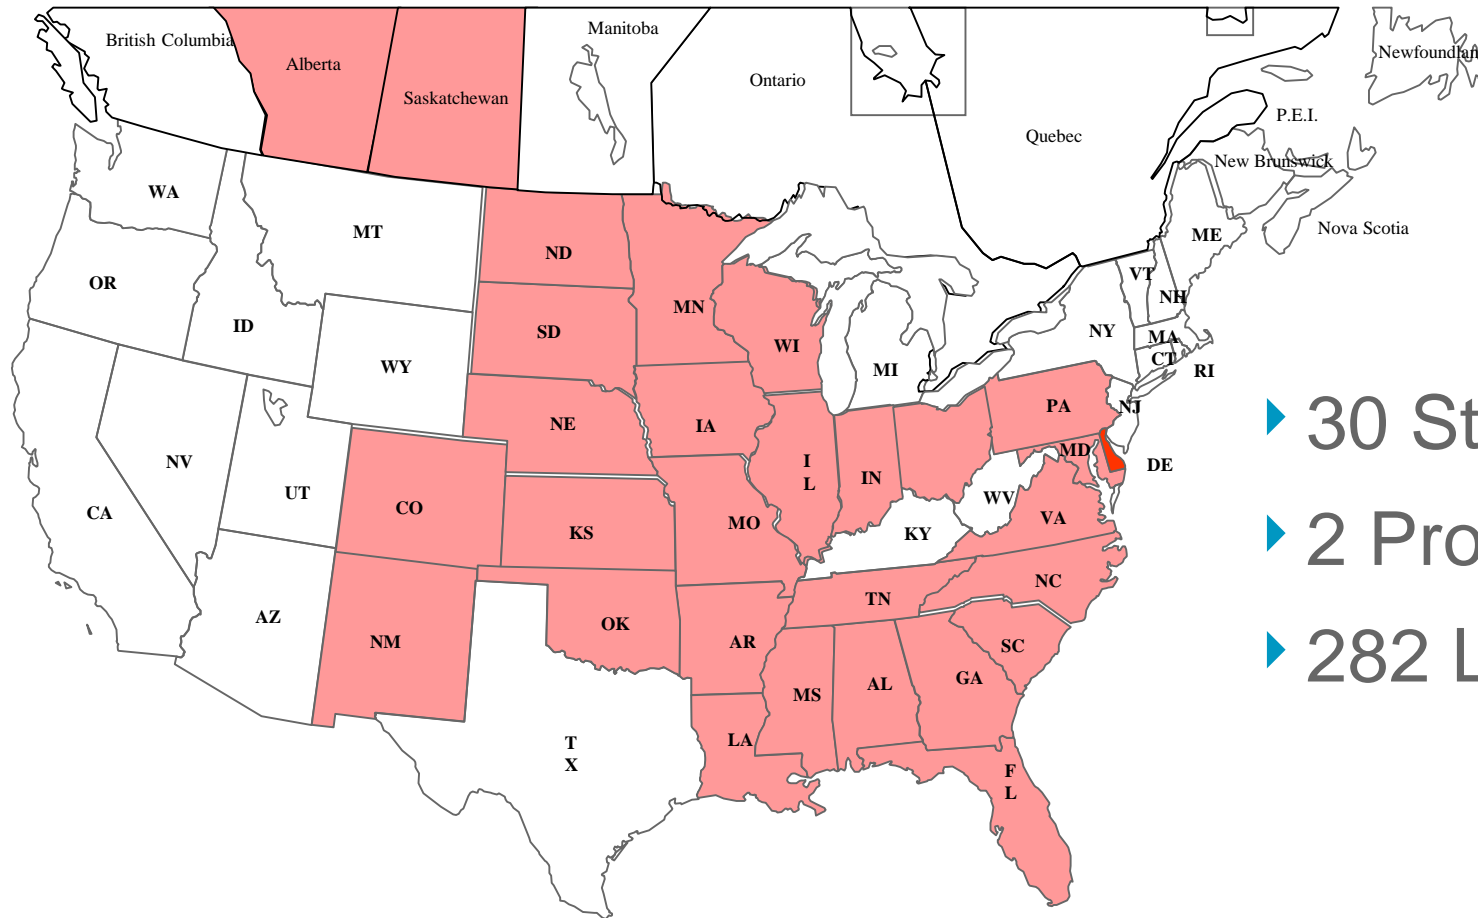 British Columbia
Alberta
Saskatchewan
Manitoba
Ontario
Quebec
Newfoundlan
P.E.I.
New Brunswick
Nova Scotia
WA
MT
ND
MN
ME
VT
NH
OR
ID
SD
WI
NY
MA
CT
RI
WY
MI
NE
IA
PA
NJ
NV
UT
CO
KS
MO
I
L
IN
MD
DE
WV
KY
VA
CA
AZ
NM
OK
AR
TN
NC
SC
MS
AL
GA
LA
T
X
F
L
30 St
2 Pro
282 L